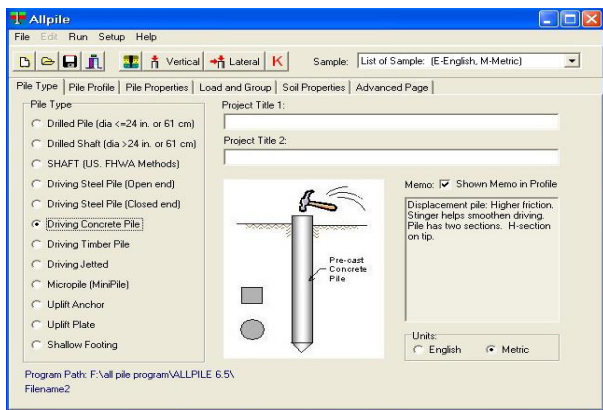 Allpile
File Edit Run Setup Help
Vertical Lateral K Sample: List of Sample: (E-English, M-Metric)
Pile Type Pile Profile Pile Properties Load and Group Soil Properties Advanced Page
Pile Type
Drilled Pile (dia <=24 in. or 61 cm)
Drilled Shaft (dia >24 in. or 61 cm)
SHAFT (US. FHWA Methods)
Driving Steel Pile (Open end)
Driving Steel Pile (Closed end)
Driving Concrete Pile
Driving Timber Pile
Driving Jetted
Micropile (MiniPile)
Uplift Anchor
Uplift Plate
Shallow Footing
Project Title 1:
Project Title 2:
Pre-cast
Concrete
Pile
Memo: Shown Memo in Profile
Displacement pile: Higher friction.
Stinger helps smoothen driving.
Pile has two sections. H-section
on tip.
Units:
English Metric
Program Path: F:\all pile program\ALLPILE 6.5\
Filename2